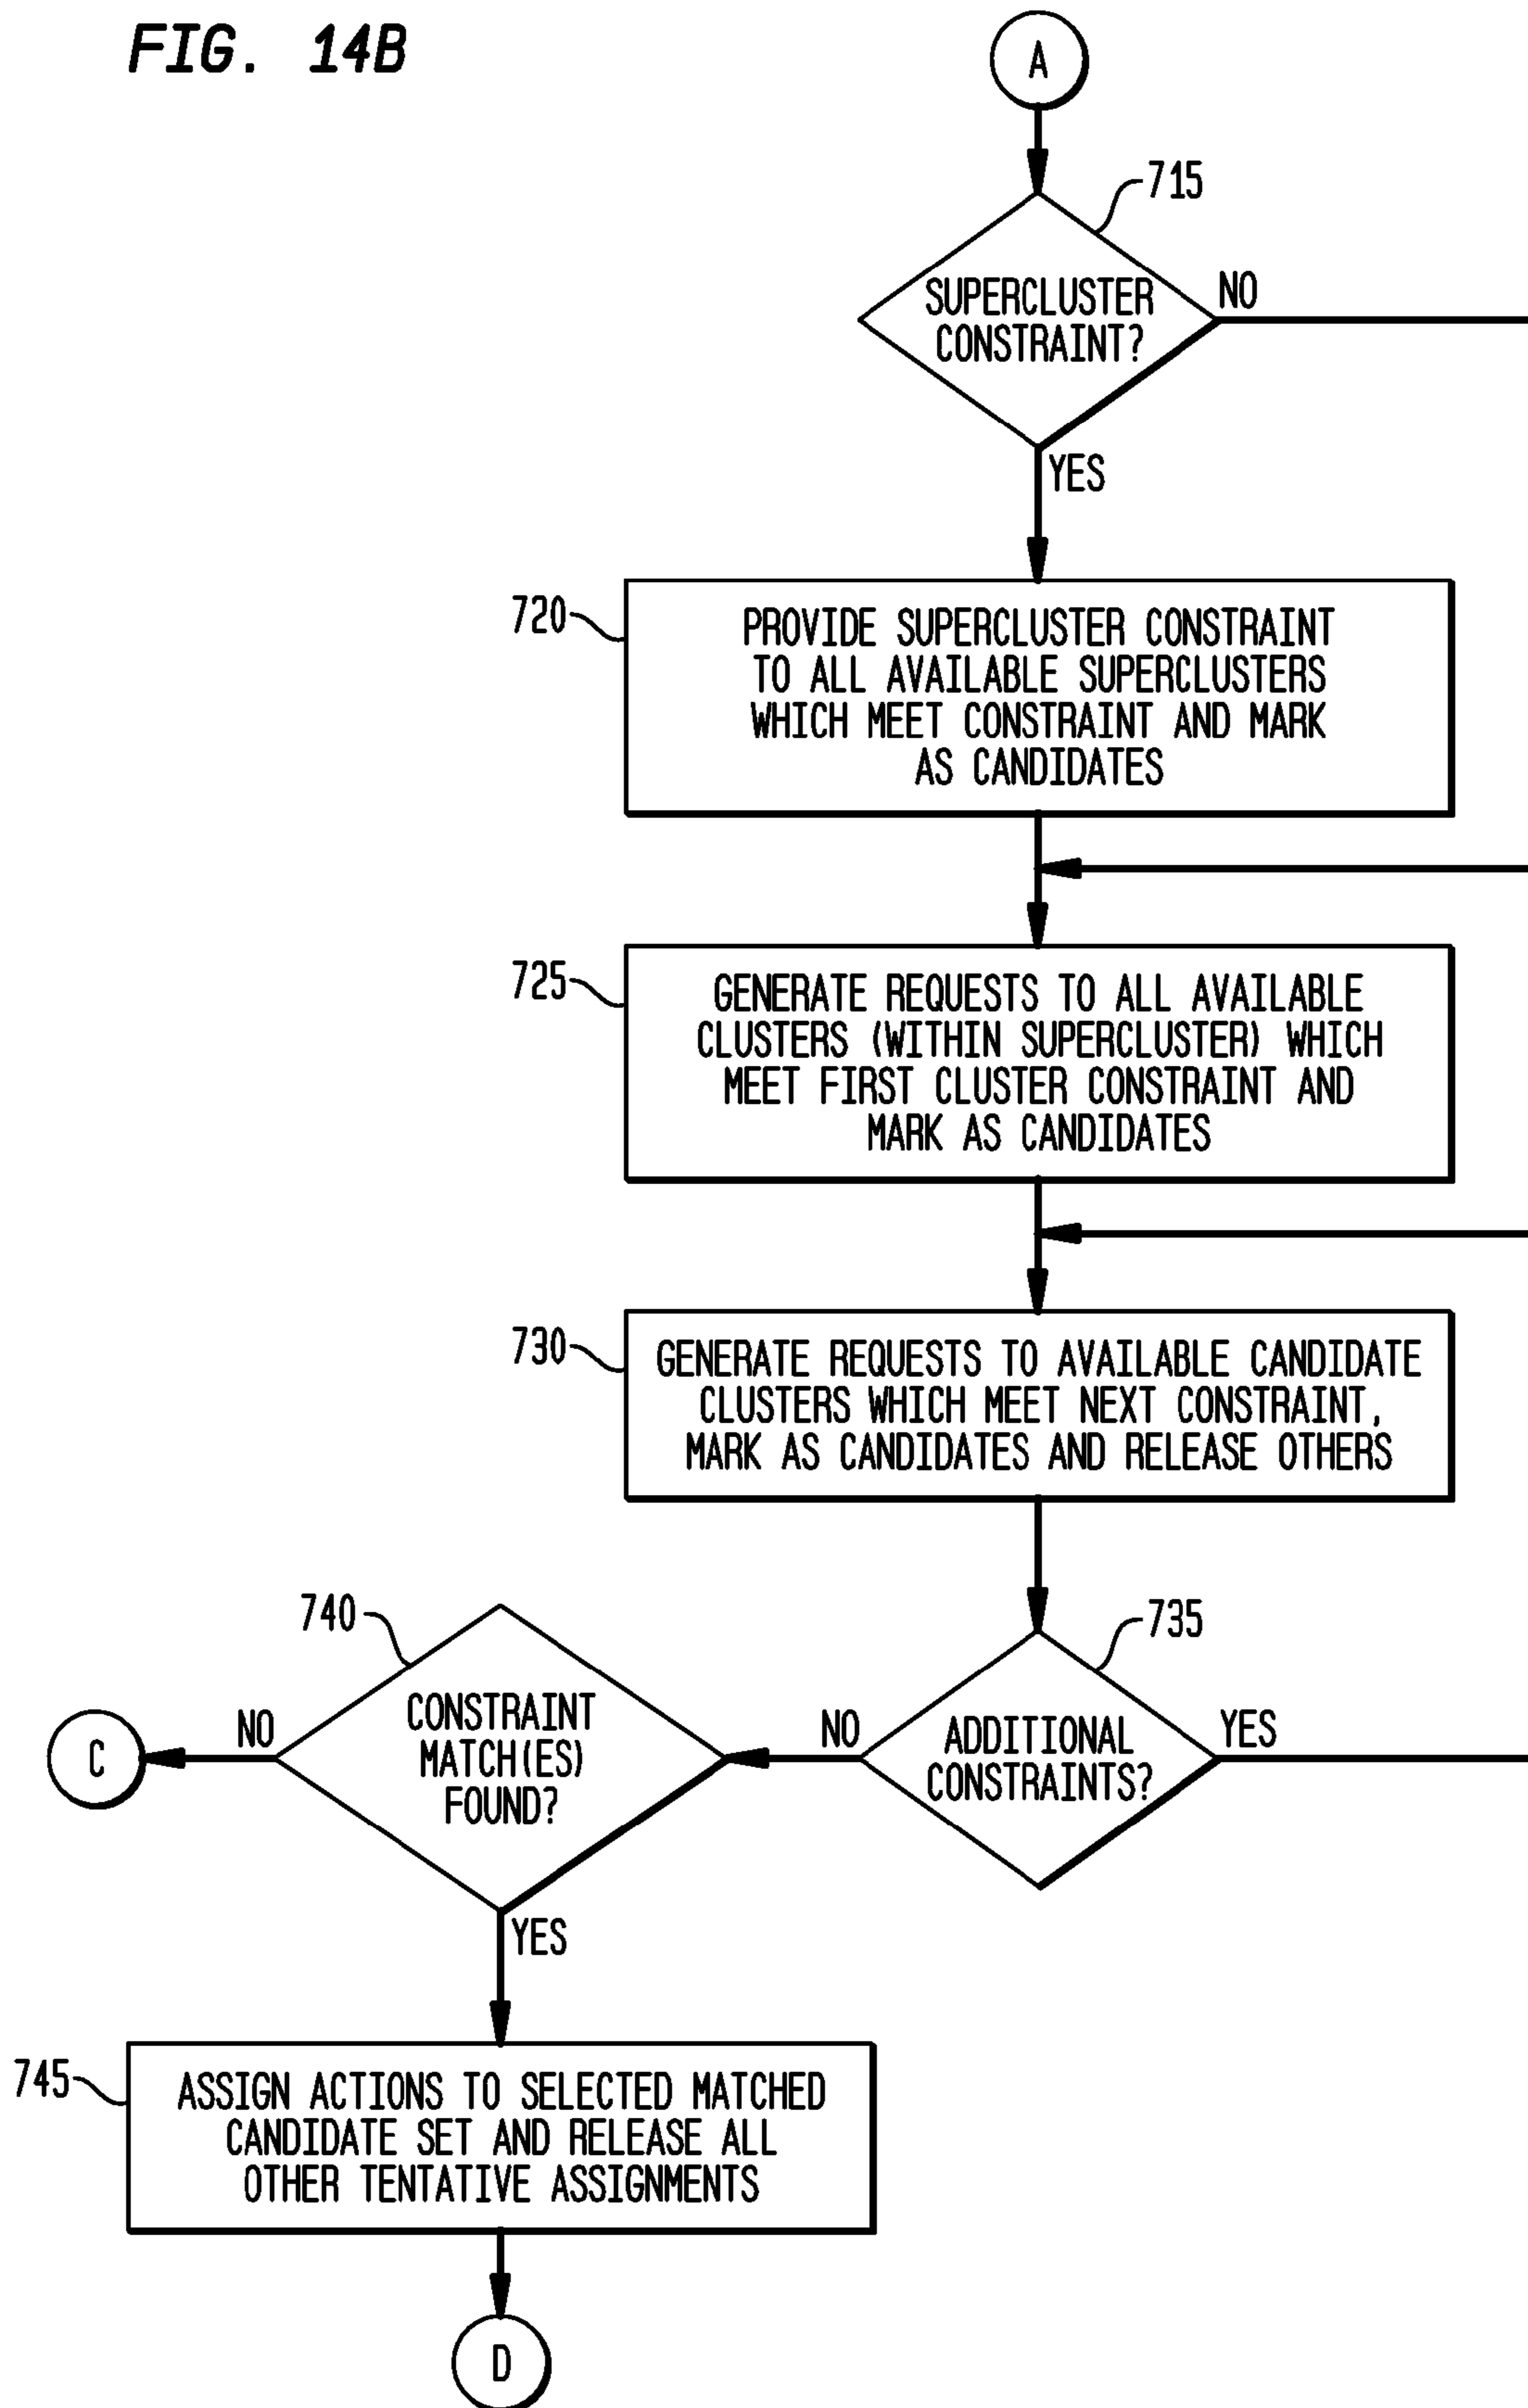 FIG. 14B
A
715
SUPERCLUSTER
CONSTRAINT?
NO
YES
720
PROVIDE SUPERCLUSTER CONSTRAINT
TO ALL AVAILABLE SUPERCLUSTERS
WHICH MEET CONSTRAINT AND MARK
AS CANDIDATES
725
GENERATE REQUESTS TO ALL AVAILABLE
CLUSTERS (WITHIN SUPERCLUSTER) WHICH
MEET FIRST CLUSTER CONSTRAINT AND
MARK AS CANDIDATES
730
GENERATE REQUESTS TO AVAILABLE CANDIDATE
CLUSTERS WHICH MEET NEXT CONSTRAINT,
MARK AS CANDIDATES AND RELEASE OTHERS
735
ADDITIONAL
CONSTRAINTS?
YES
NO
740
CONSTRAINT
MATCH(ES)
FOUND?
NO
C
YES
745
ASSIGN ACTIONS TO SELECTED MATCHED
CANDIDATE SET AND RELEASE ALL
OTHER TENTATIVE ASSIGNMENTS
D